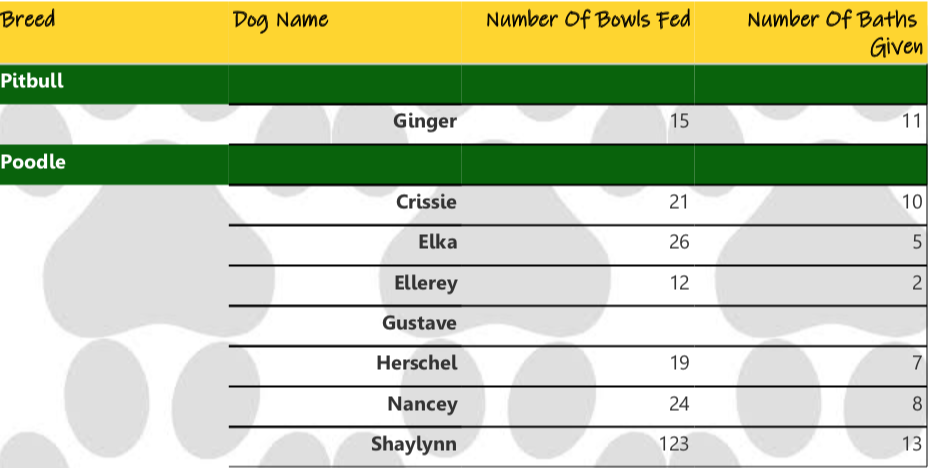 Breed Dog Name Number Of Bowls Fed Number Of Baths
Given
Pitbull
Ginger 15 11
Poodle
Crissie 21 10
Elka 26 5
Ellerey 12 2
Gustave
Herschel 19 7
Nancey 24 8
Shaylynn 123 13